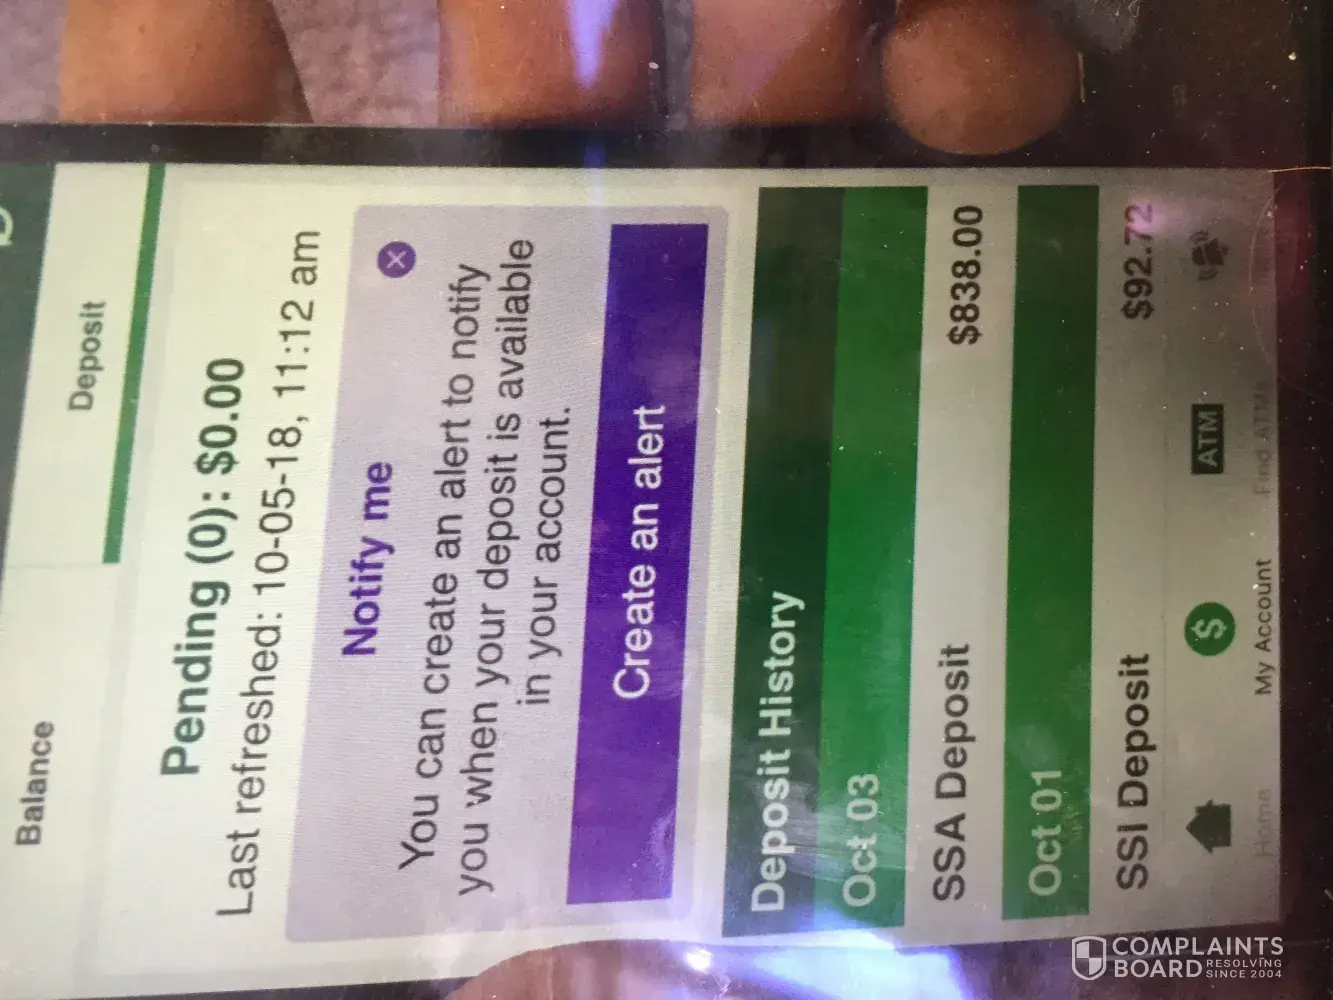 Balance
Deposit
Pending (0): $0.00
Last refreshed: 10-05-18, 11:12 am
Notify me
You can create an alert to notify
you when your deposit is available
in your account.
Create an alert
Deposit History
Oct 03
SSA Deposit $838.00
Oct 01
SSI Deposit $92.72
Home
$
My Account
ATM
Find ATMs
COMPLAINTS
BOARD RESOLVING
SINCE 2004